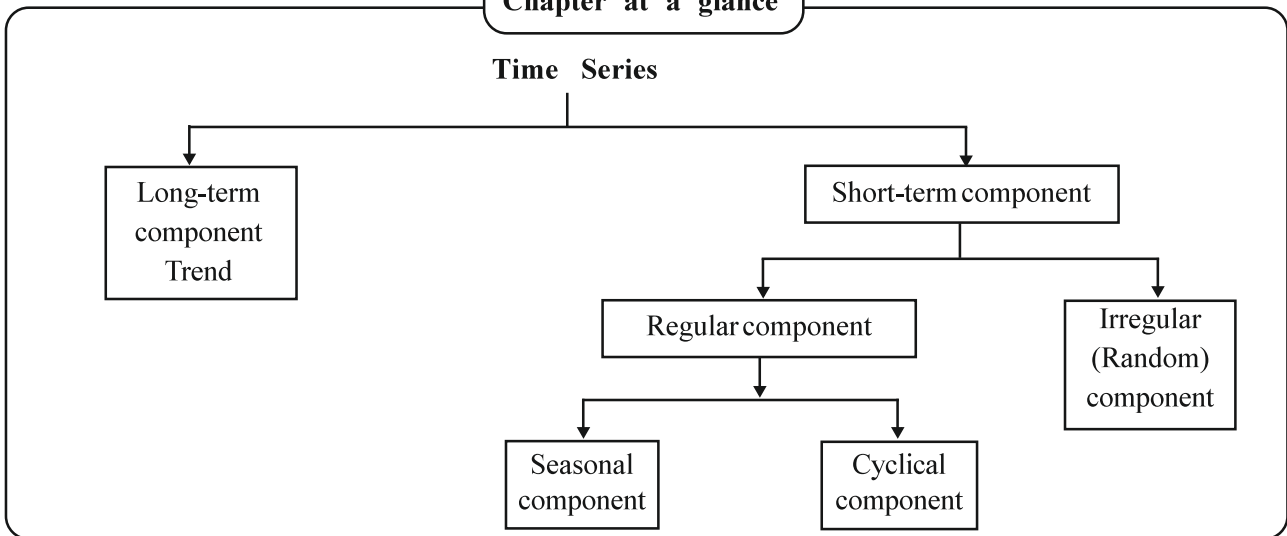 Chapter at a glance
Time Series
Long-term
component
Trend
Short-term component
Regular component
Irregular
(Random)
component
Seasonal
component
Cyclical
component